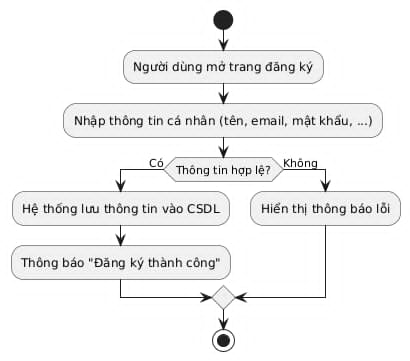 Người dùng mở trang đăng ký
Nhập thông tin cá nhân (tên, email, mật khẩu, ...)
Thông tin hợp lệ?
Có
Không
Hệ thống lưu thông tin vào CSDL
Hiển thị thông báo lỗi
Thông báo "Đăng ký thành công"